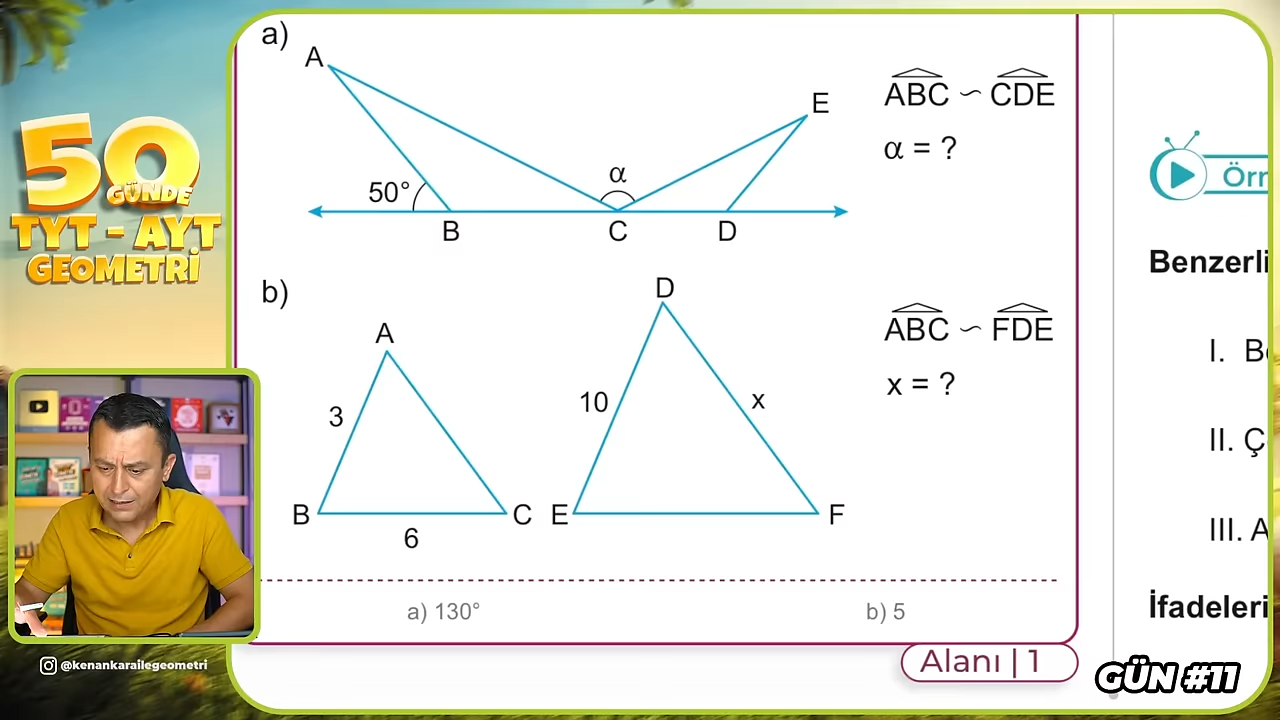 50
GÜNDE
TYT - AYT
GEOMETRİ
@kenankarailegeometri
a)
A
E
50°
α
B
C
D
ABC ∽ CDE
α = ?
b)
A
3
B
6
C
D
10
x
E
F
ABC ∽ FDE
x = ?
a) 130°
b) 5
Alanı | 1
Örr
Benzerli
I. B
II. Ç
III. A
İfadeleri
GÜN #11